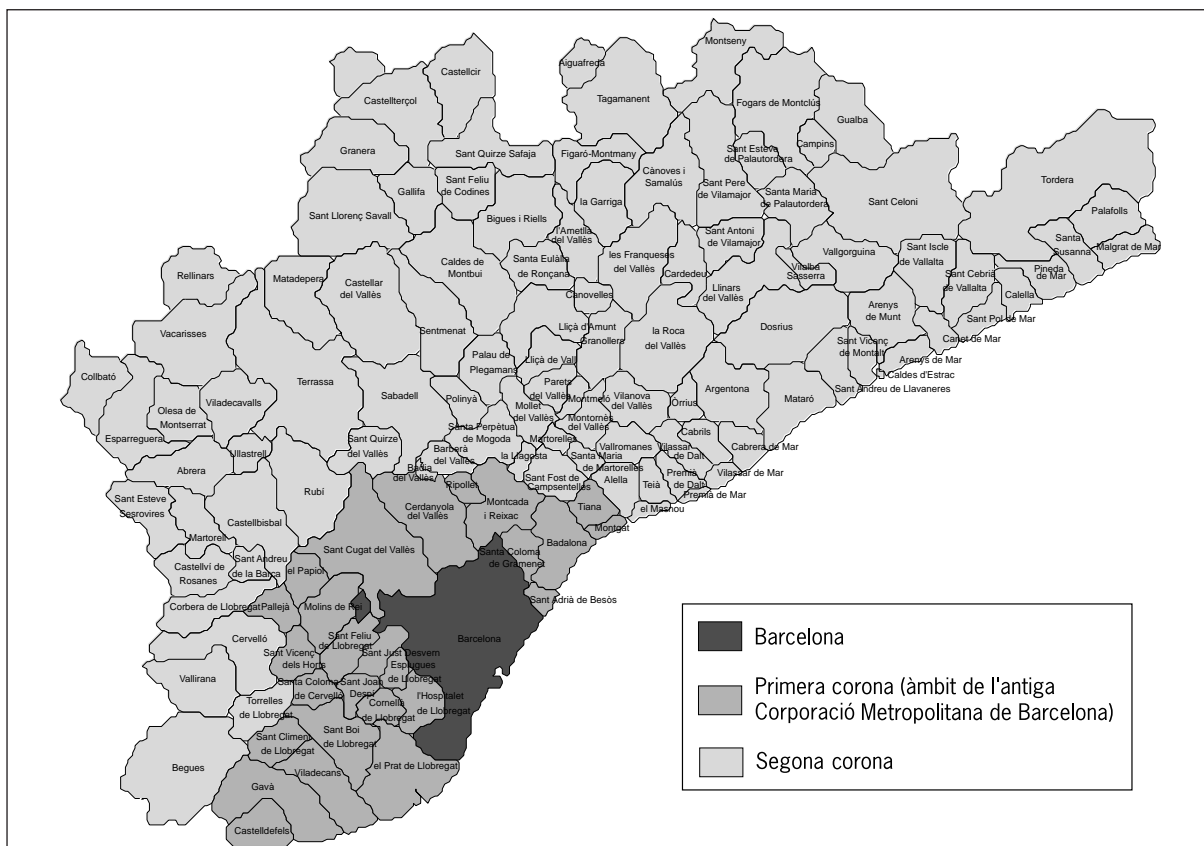 Montseny
Castellcir
Aiguafreda
Castellterçol
Tagamanent
Fogars de Montclús
Gualba
Granera
Sant Quirze Safaja
Figaró-Montmany
Sant Esteve
de Palautordera
Campins
Cànoves i
Samalús
Sant Feliu
de Codines
Gallifa
la Garriga
Sant Pere
de Vilamajor
Santa Maria
de Palautordera
Sant Celoni
Tordera
Sant Llorenç Savall
Bigues i Riells
Palafolls
l'Ametlla
del Vallès
Sant Antoni
de Vilamajor
Santa
Susanna
Malgrat de Mar
Rellinars
Matadepera
Caldes de
Montbui
Santa Eulàlia
de Ronçana
les Franqueses
del Vallès
Cardedeu
Vallgorguina
Sant Iscle
de Vallalta
Vilalba
Sasserra
Sant Cebrià
de Vallalta
Pineda
de Mar
Castellar
del Vallès
Llinars
del Vallès
Calella
Canovelles
Arenys
de Munt
Sant Pol de Mar
Vacarisses
Sentmenat
Lliçà d'Amunt
Granollers
la Roca
del Vallès
Dosrius
Canet de Mar
Sant Vicenç
de Montalt
Palau de
Plegamans
Lliçà de Vall
Arenys de Mar
Caldes d'Estrac
Collbató
Terrassa
Sabadell
Parets
del Vallès
Argentona
Sant Andreu de Llavaneres
Viladecavalls
Olesa de
Montserrat
Polinyà
Montmeló
Vilanova
del Vallès
Òrrius
Mataró
Esparreguera
Mollet
del Vallès
Montornès
del Vallès
Santa Perpètua
de Mogoda
Cabrils
Sant Quirze
del Vallès
Martorelles
Cabrera de Mar
Ullastrell
Barberà
del Vallès
la Llagosta
Vallromanes
Vilassar
de Dalt
Santa Maria
de Martorelles
Abrera
Badia
del Vallès
Sant Fost de
Campsentelles
Alella
Teià
Premià
de Dalt
Vilassar de Mar
Rubí
Ripollet
Premià de Mar
Sant Esteve
Sesrovires
Cerdanyola
del Vallès
Montcada
i Reixac
Tiana
el Masnou
Castellbisbal
Montgat
Martorell
Sant Cugat del Vallès
Badalona
Santa Coloma
de Gramenet
Castellví de
Rosanes
Sant Andreu
de la Barca
el Papiol
Sant Adrià de Besòs
Corbera de Llobregat
Pallejà
Molins de Rei
Cervelló
Sant Feliu
de Llobregat
Barcelona
Sant Vicenç
dels Horts
Sant Just Desvern
Esplugues
de Llobregat
Vallirana
Santa Coloma
de Cervelló
Sant Joan
Despí
l'Hospitalet
de Llobregat
Torrelles
de Llobregat
Cornellà
de Llobregat
Sant Climent
de Llobregat
Sant Boi
de Llobregat
el Prat de Llobregat
Begues
Viladecans
Gavà
Castelldefels
Barcelona
Primera corona (àmbit de l'antiga
Corporació Metropolitana de Barcelona)
Segona corona